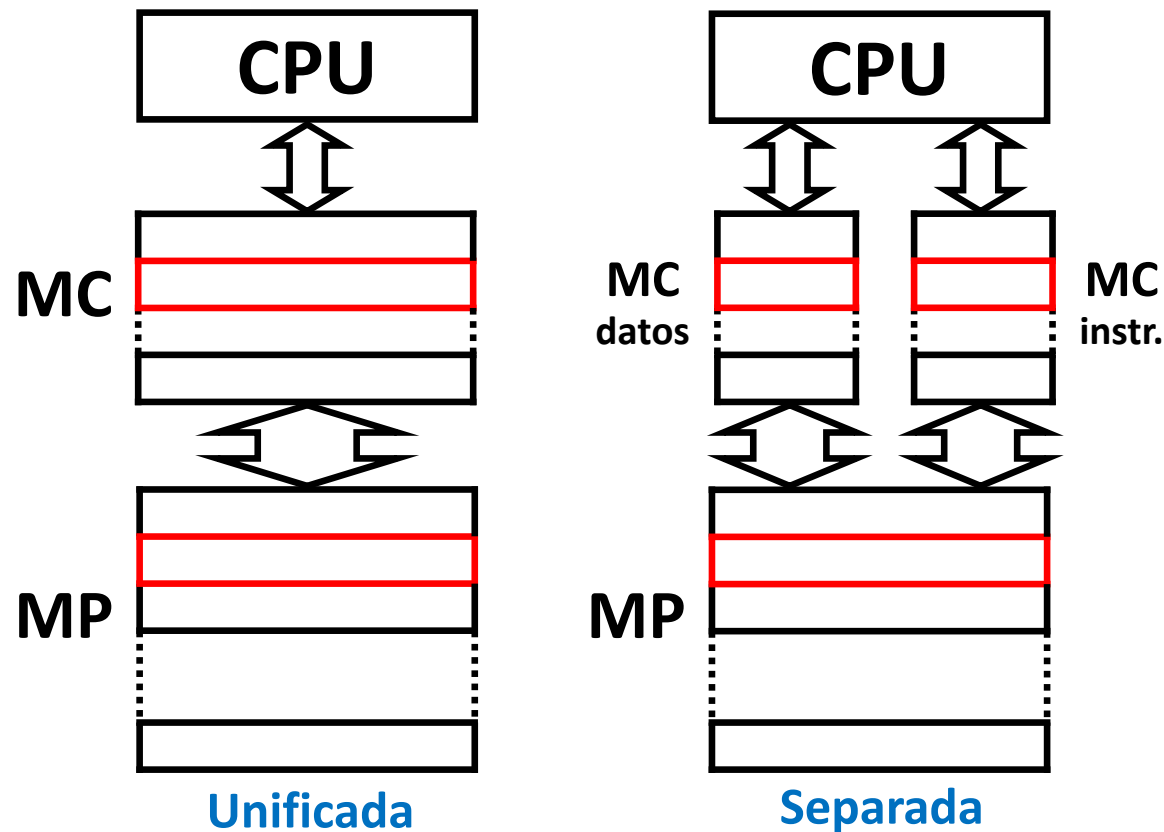 CPU
MC
MP
Unificada
CPU
MC
datos
MC
instr.
MP
Separada